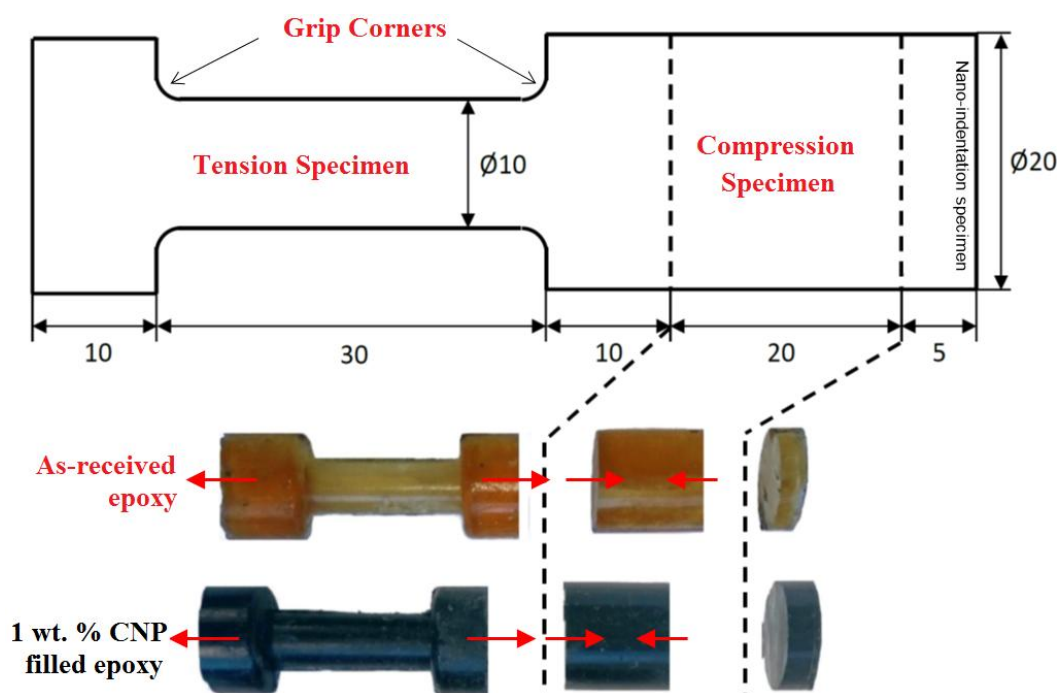 Grip Corners
Tension Specimen
Ø10
Compression
Specimen
Nano-indentation specimen
Ø20
10
30
10
20
5
As-received
epoxy
1 wt. % CNP
filled epoxy